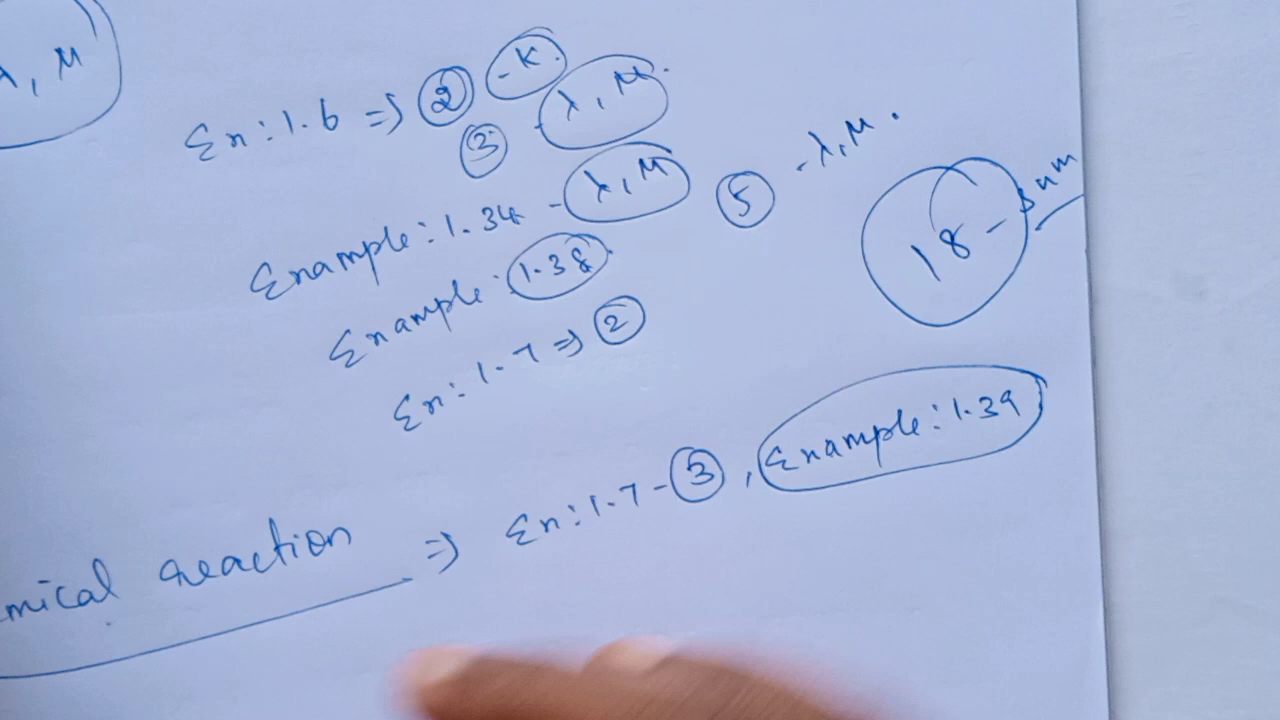 λ, μ
Ex: 1.6 => ② - K.
③ - λ, μ.
Example: 1.34 - λ, μ ⑤ - λ, μ.
Example: 1.38
Ex: 1.7 => ②
18 - Sum
mical reaction => Ex: 1.7 - ③, Example: 1.39